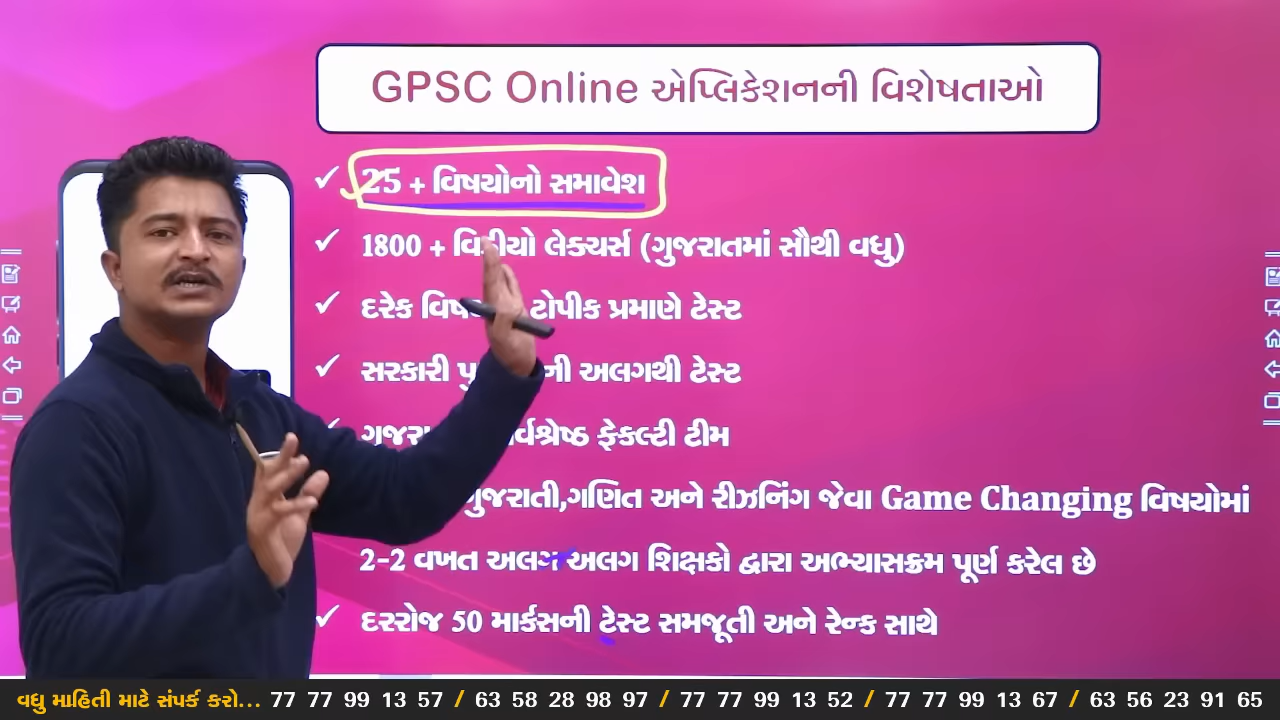 GPSC Online એપ્લિકેશનની વિશેષતાઓ
25 + વિષયોનો સમાવેશ
1800 + વિડીયો લેક્ચર્સ (ગુજરાતમાં સૌથી વધુ)
દરેક ટોપીક પ્રમાણે ટેસ્ટ
સરકારી અલગથી ટેસ્ટ
ફેકલ્ટી ટીમ
ગુજરાતી,ગણિત અને રીઝનિંગ જેવા Game Changing વિષયોમાં
2-2 વખત અલગ અલગ શિક્ષકો દ્વારા અભ્યાસક્રમ પૂર્ણ કરેલ છે
દરરોજ 50 માર્કસની ટેસ્ટ સમજૂતી અને રેન્ક સાથે
વધુ માહિતી માટે સંપર્ક કરો... 77 77 99 13 57 / 63 58 28 98 97 / 77 77 99 13 52 / 77 77 99 13 67 / 63 56 23 91 65